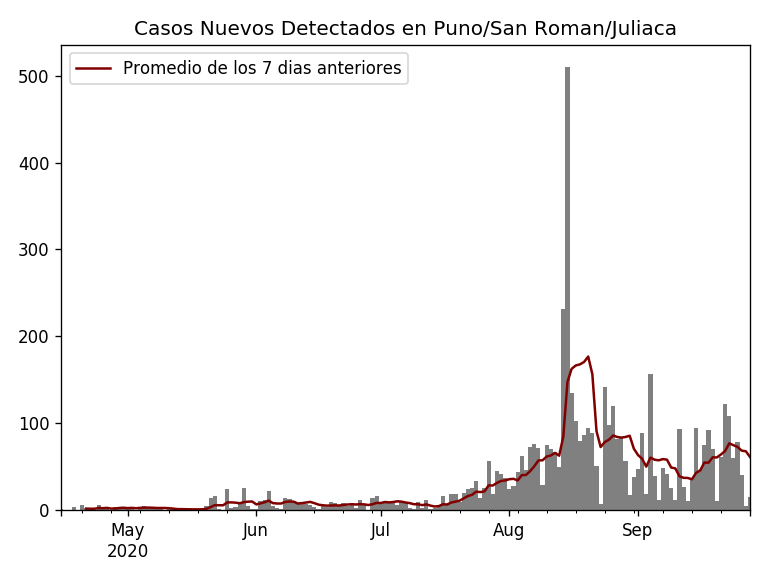 Casos Nuevos Detectados en Puno/San Roman/Juliaca
Promedio de los 7 dias anteriores
500
400
300
200
100
0
May Jun Jul Aug Sep
2020